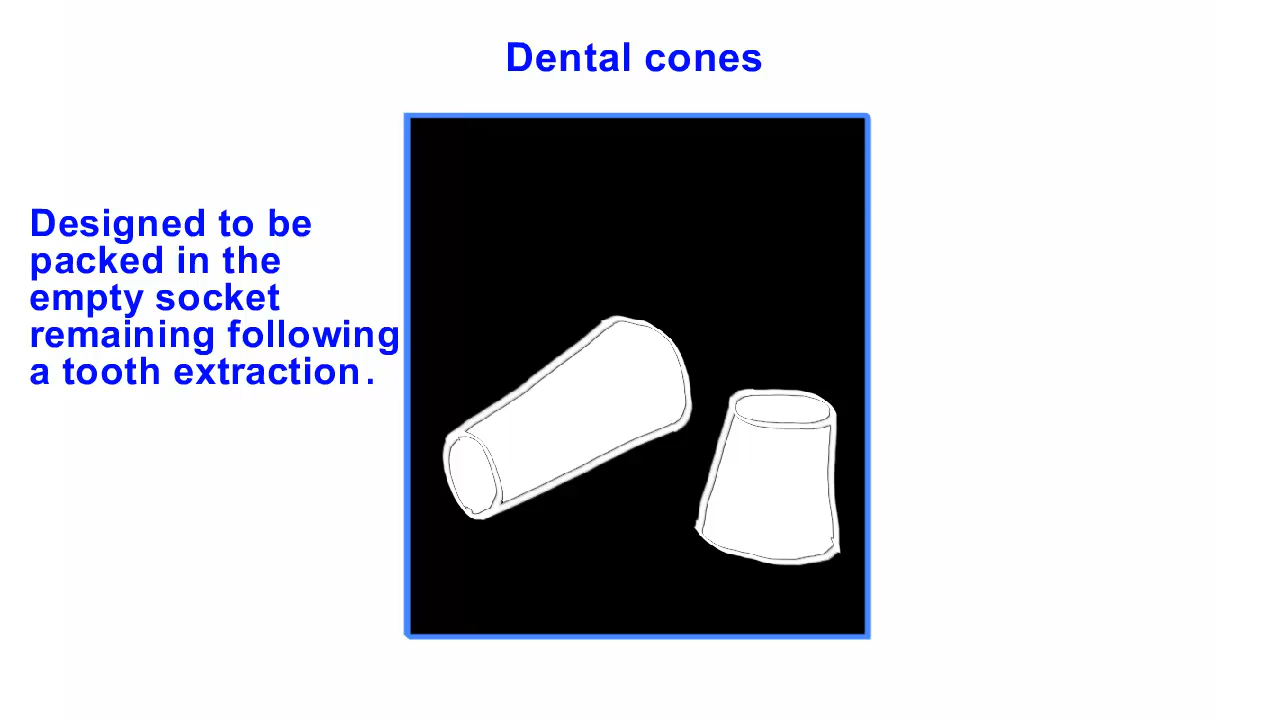 Dental cones
Designed to be
packed in the
empty socket
remaining following
a tooth extraction.